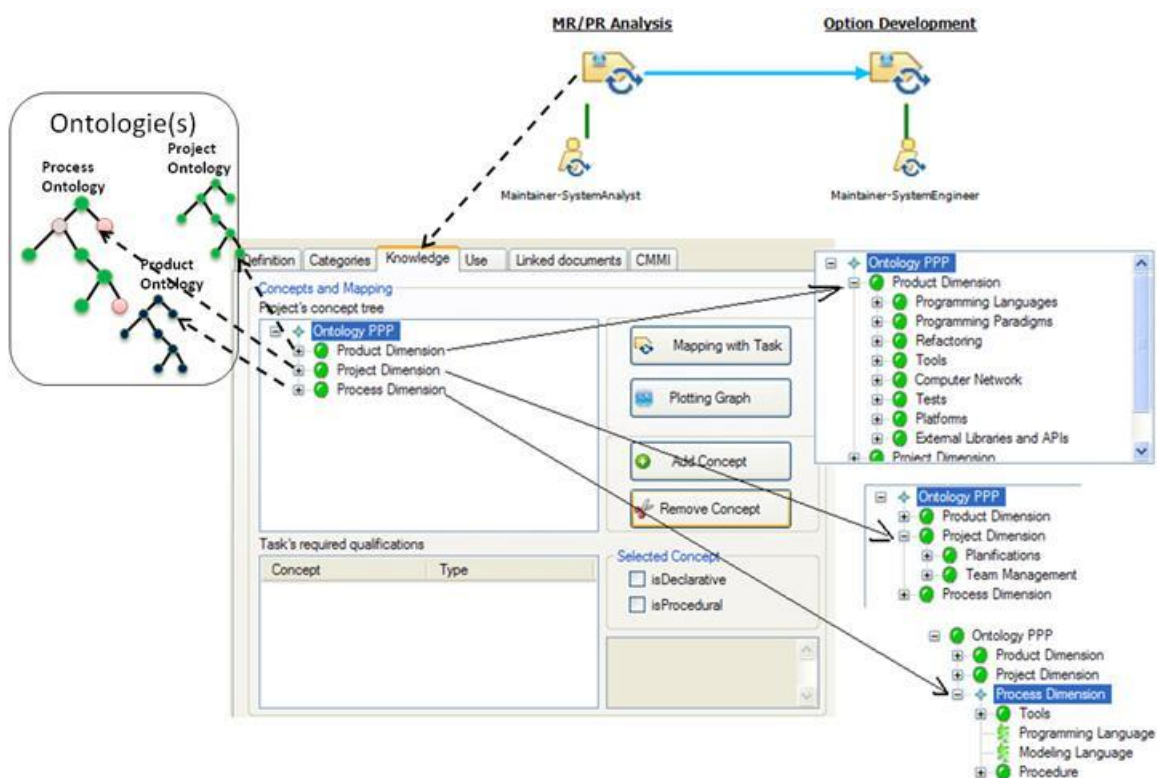 MR/PR Analysis
Option Development
Maintainer-SystemAnalyst
Maintainer-SystemEngineer
Ontologie(s)
Project
Ontology
Process
Ontology
Product
Ontology
Definition Categories Knowledge Use Linked documents CMMI
Concepts and Mapping
Project's concept tree
Ontology PPP
Product Dimension
Project Dimension
Process Dimension
Mapping with Task
Plotting Graph
Add Concept
Remove Concept
Task's required qualifications
Concept Type
Selected Concept
isDeclarative
isProcedural
Ontology PPP
Product Dimension
Programming Languages
Programming Paradigms
Refactoring
Tools
Computer Network
Tests
Platforms
External Libraries and APIs
Project Dimension
Ontology PPP
Product Dimension
Project Dimension
Planifications
Team Management
Process Dimension
Ontology PPP
Product Dimension
Project Dimension
Process Dimension
Tools
Programming Language
Modeling Language
Procedure